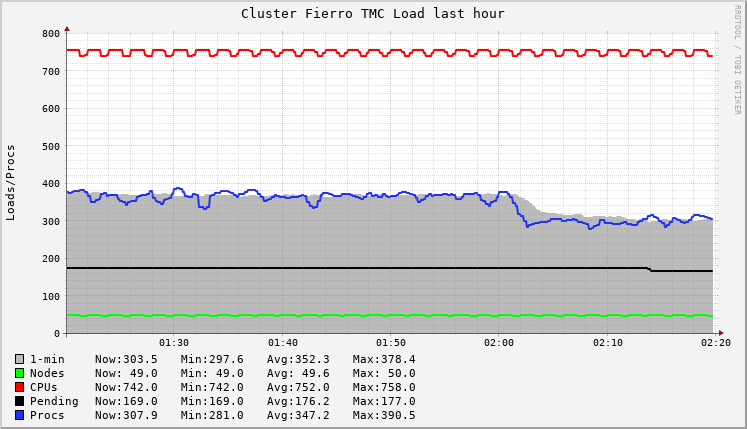 Cluster Fierro TMC Load last hour
RRDTOOL / TOBI OETIKER
Loads/Procs
800
700
600
500
400
300
200
100
0
01:30 01:40 01:50 02:00 02:10 02:20
1-min Now:303.5 Min:297.6 Avg:352.3 Max:378.4
Nodes Now: 49.0 Min: 49.0 Avg: 49.6 Max: 50.0
CPUs Now:742.0 Min:742.0 Avg:752.0 Max:758.0
Pending Now:169.0 Min:169.0 Avg:176.2 Max:177.0
Procs Now:307.9 Min:281.0 Avg:347.2 Max:390.5